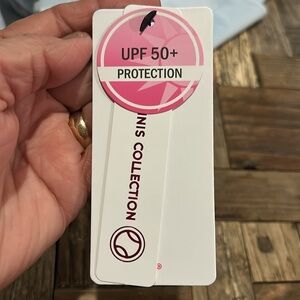 UPF 50+
PROTECTION
NIS COLLECTION
®